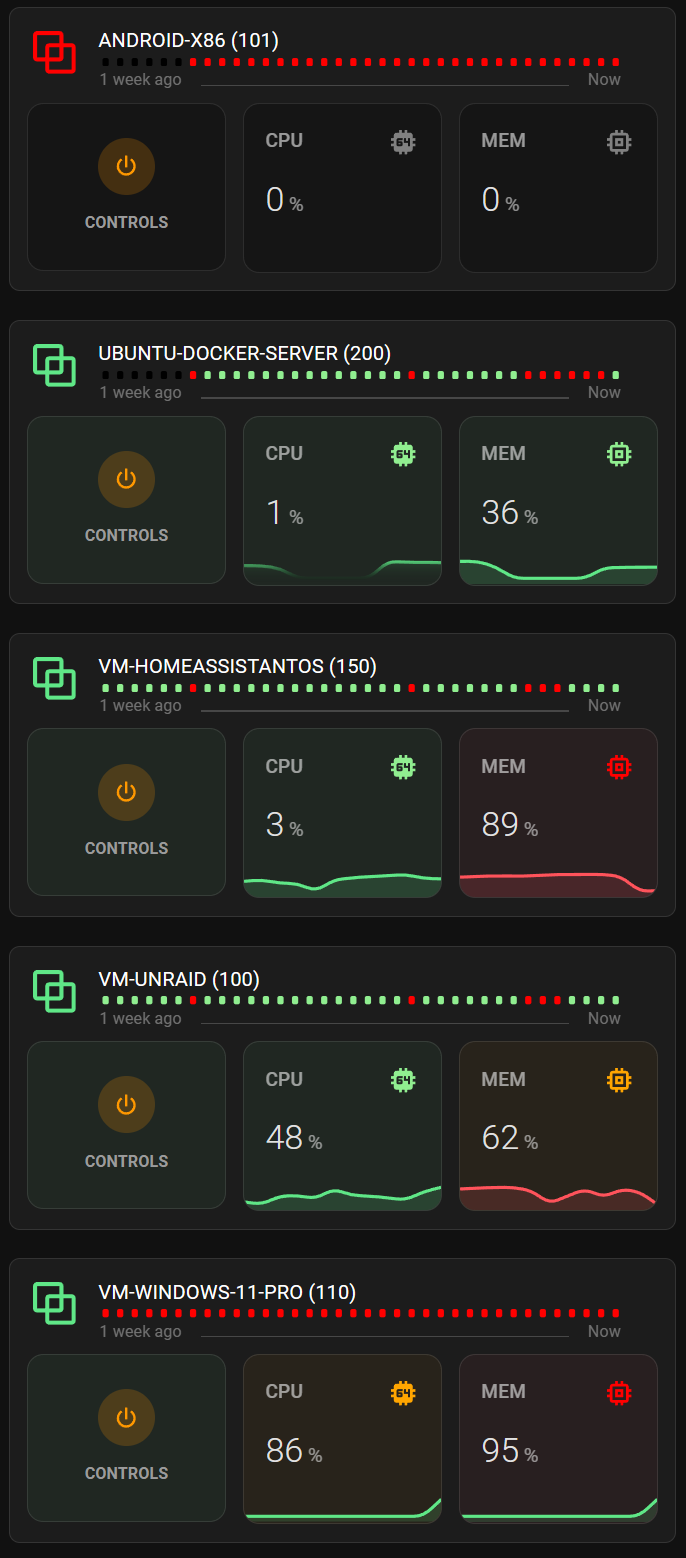 ANDROID-X86 (101)
1 week ago Now
CPU 64 MEM
0 % 0 %
CONTROLS
UBUNTU-DOCKER-SERVER (200)
1 week ago Now
CPU 64 MEM
1 % 36 %
CONTROLS
VM-HOMEASSISTANTOS (150)
1 week ago Now
CPU 64 MEM
3 % 89 %
CONTROLS
VM-UNRAID (100)
1 week ago Now
CPU 64 MEM
48 % 62 %
CONTROLS
VM-WINDOWS-11-PRO (110)
1 week ago Now
CPU 64 MEM
86 % 95 %
CONTROLS